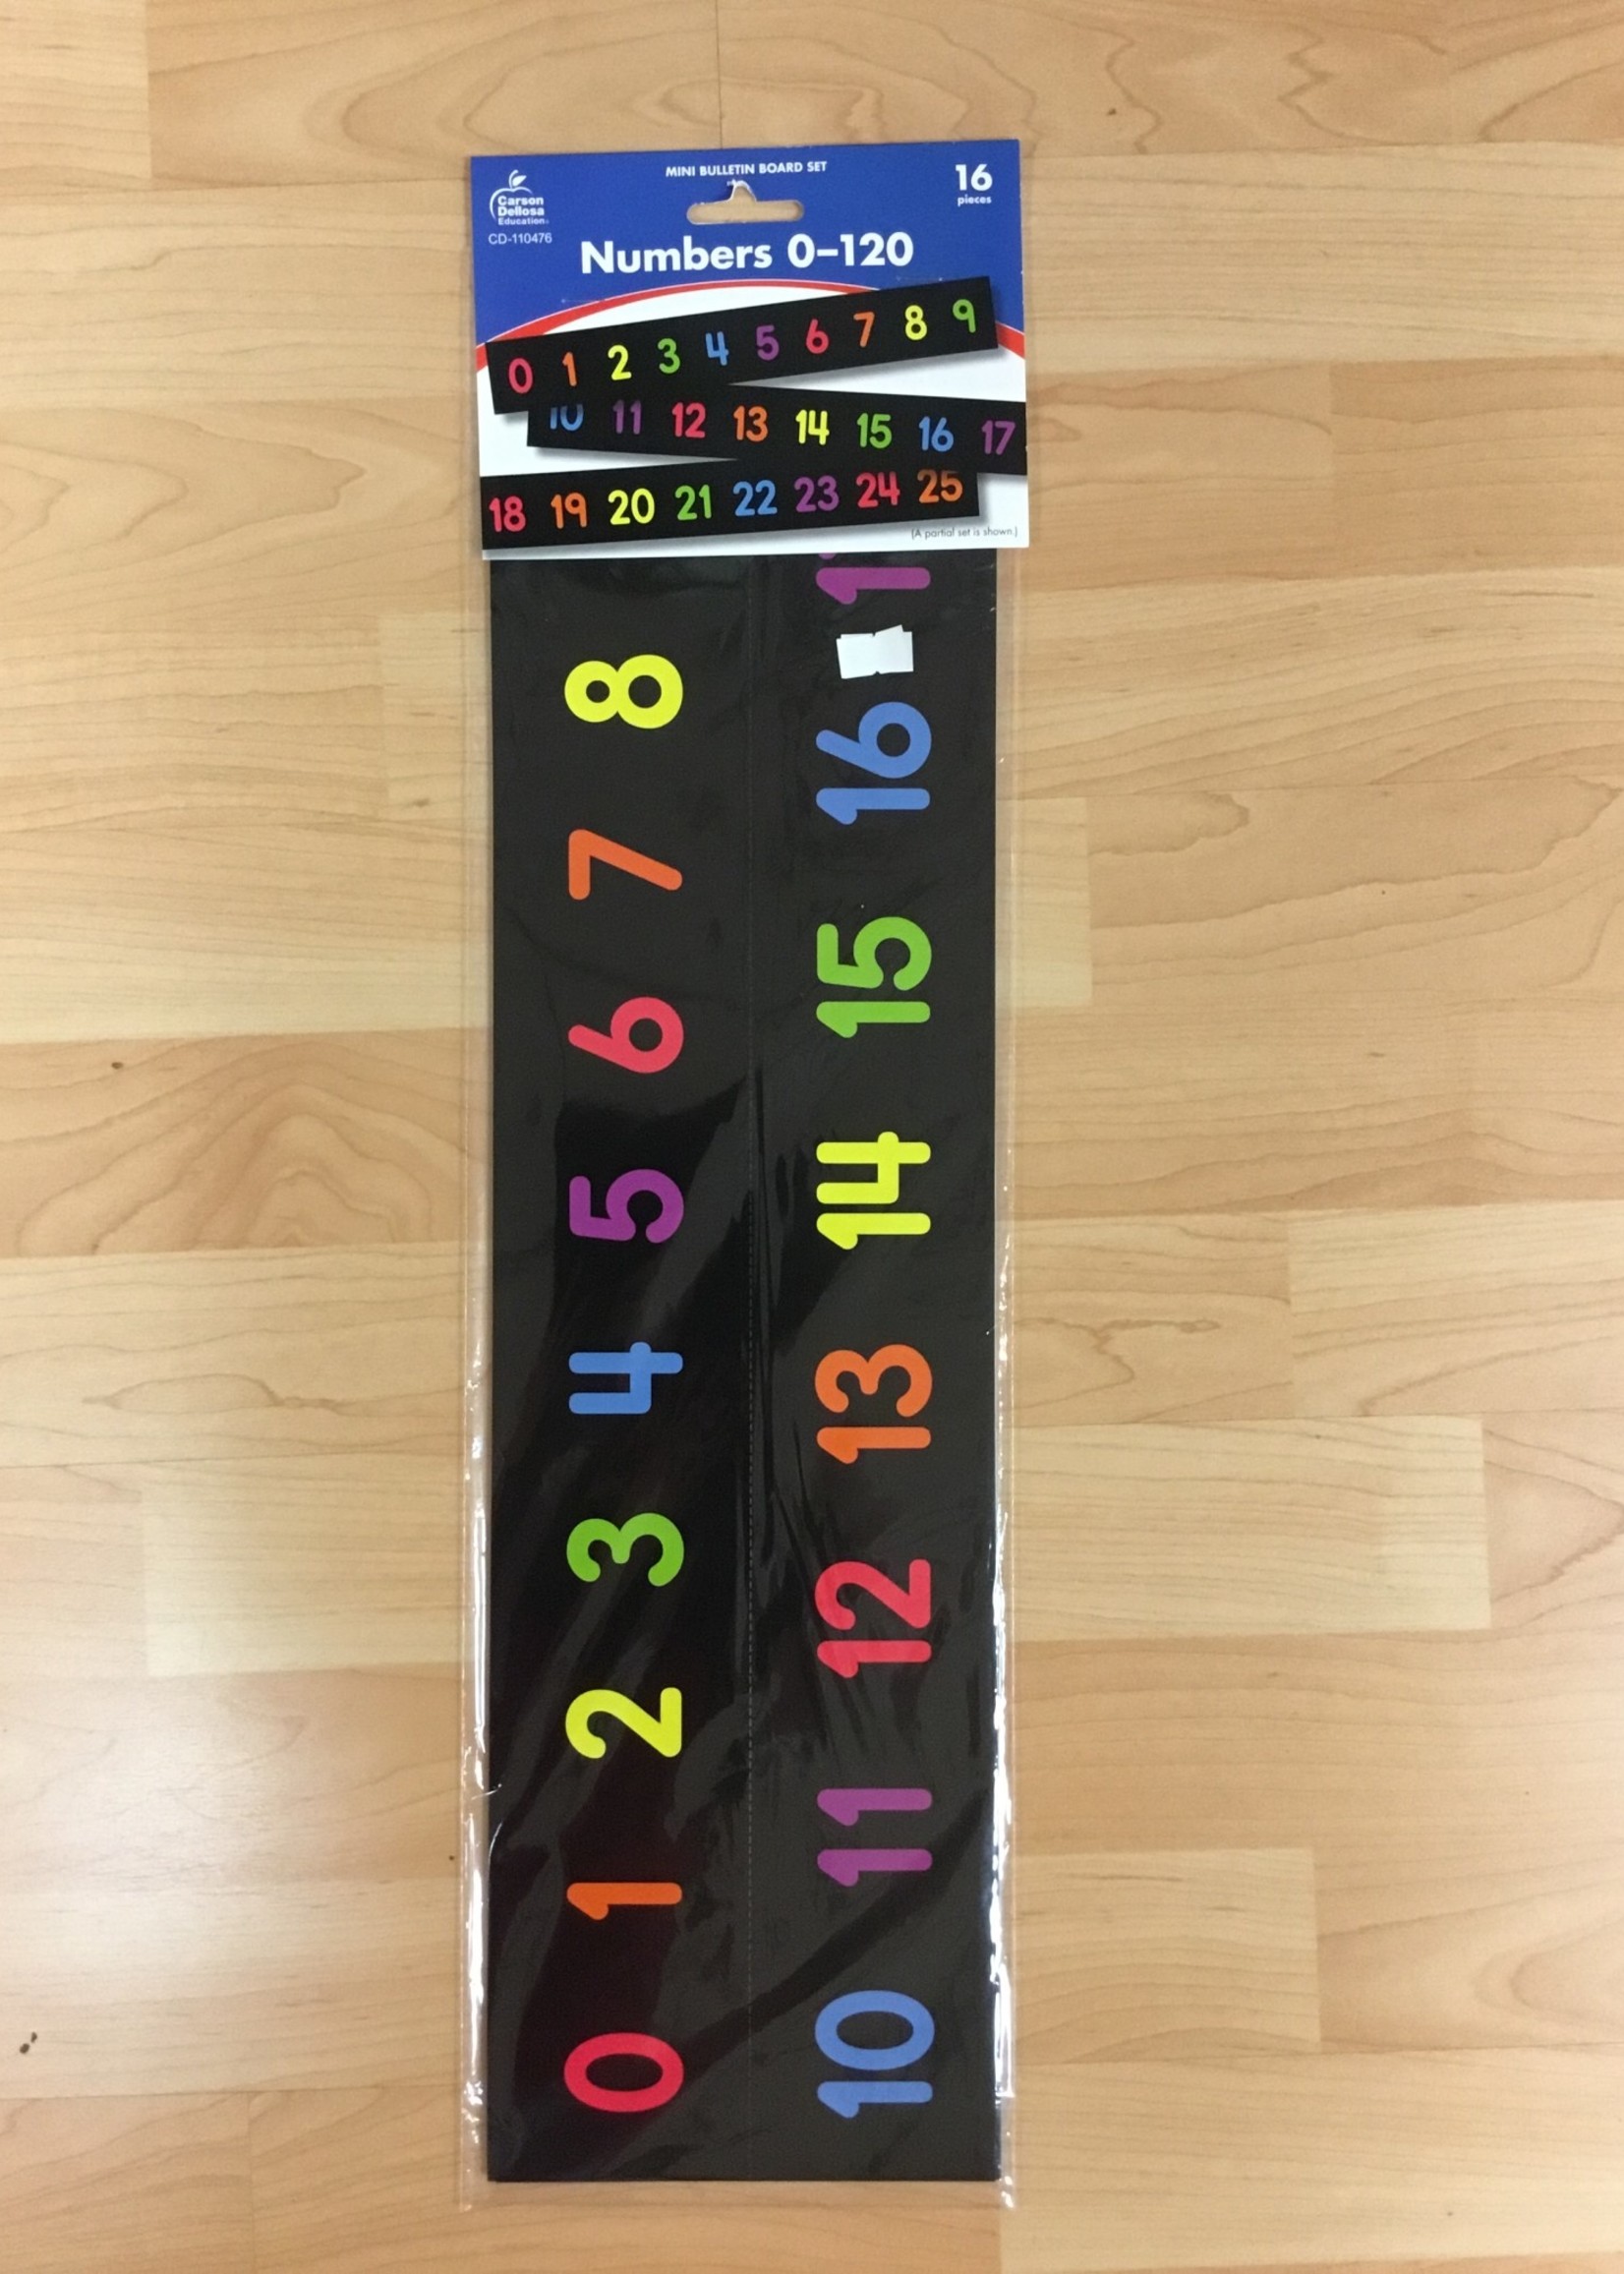 MINI BULLETIN BOARD SET
16
pieces
Carson
Dellosa
Education
CD-110476
Numbers 0–120
0 1 2 3 4 5 6 7 8 9
10 11 12 13 14 15 16 17
18 19 20 21 22 23 24 25
(A partial set is shown.)
0 1 2 3 4 5 6 7 8
10 11 12 13 14 15 16